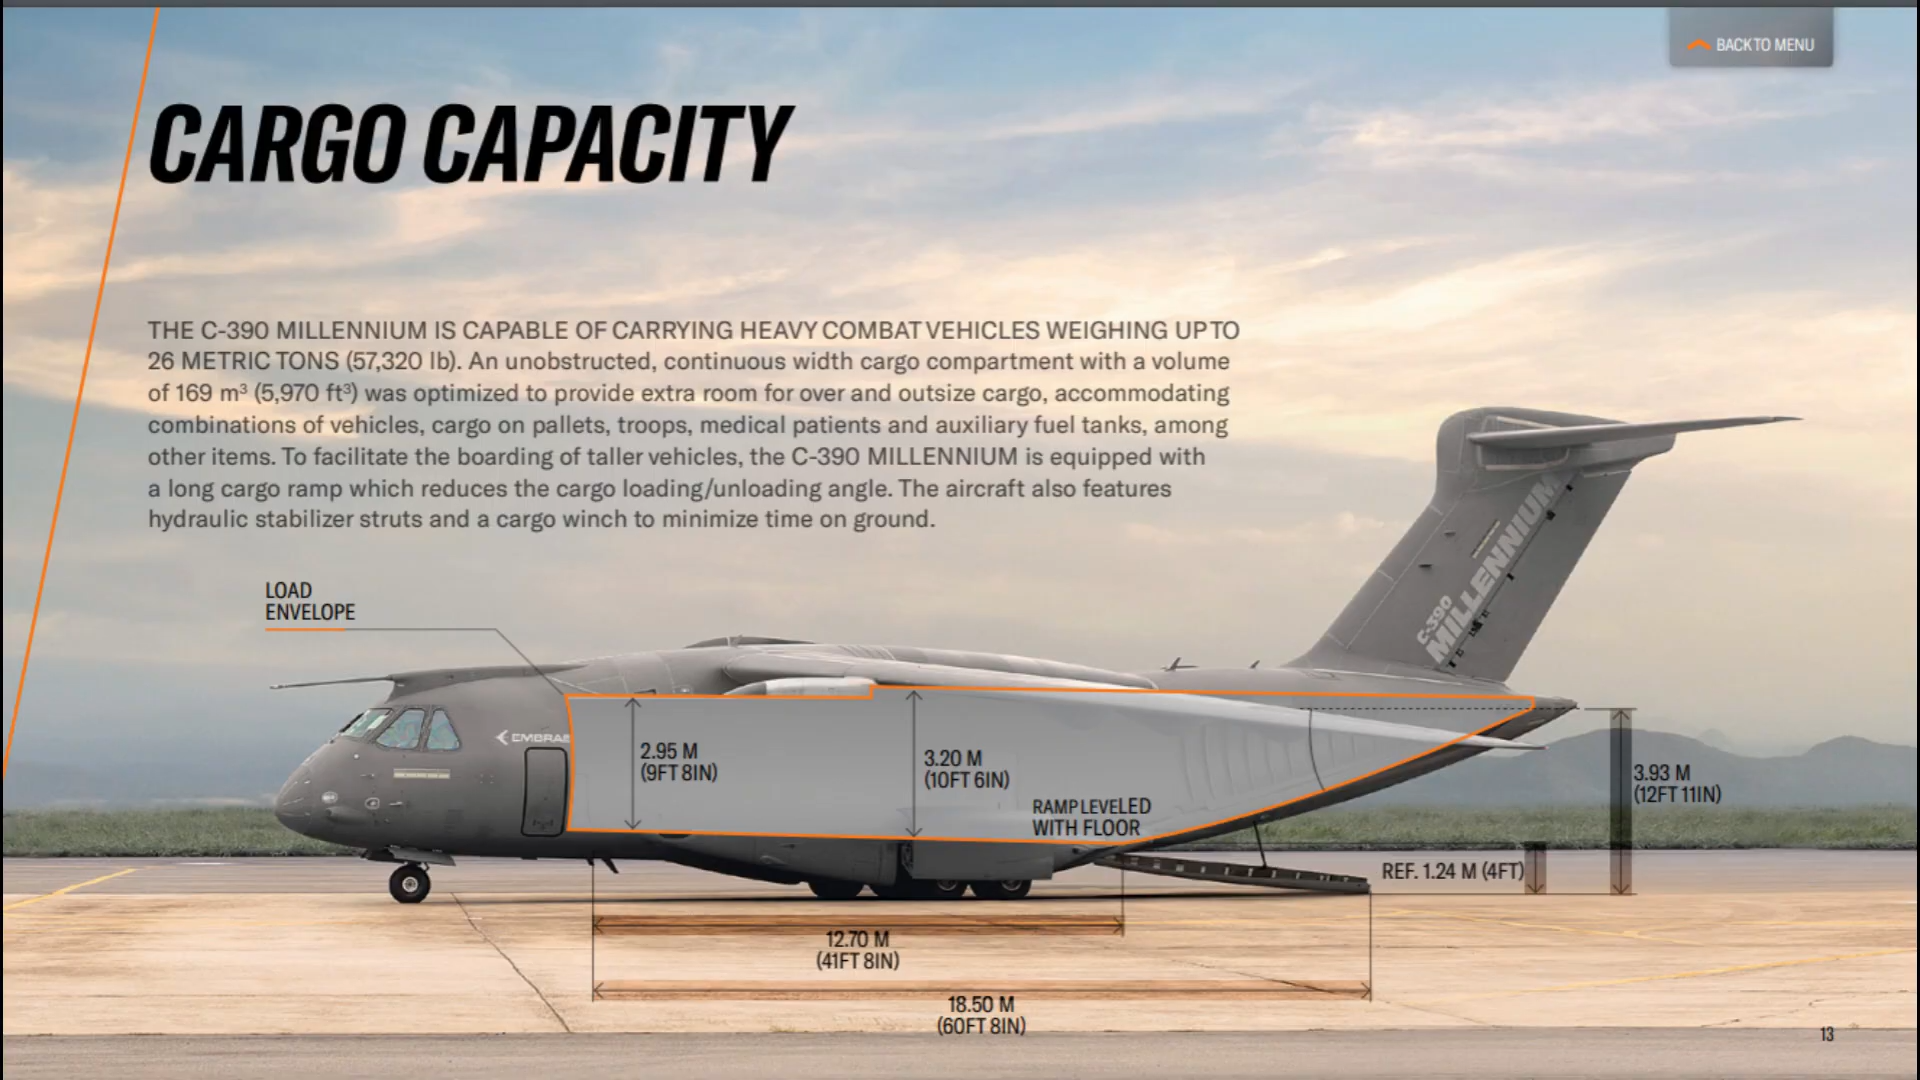 BACK TO MENU
CARGO CAPACITY
THE C-390 MILLENNIUM IS CAPABLE OF CARRYING HEAVY COMBAT VEHICLES WEIGHING UP TO
26 METRIC TONS (57,320 lb). An unobstructed, continuous width cargo compartment with a volume
of 169 m³ (5,970 ft³) was optimized to provide extra room for over and outsize cargo, accommodating
combinations of vehicles, cargo on pallets, troops, medical patients and auxiliary fuel tanks, among
other items. To facilitate the boarding of taller vehicles, the C-390 MILLENNIUM is equipped with
a long cargo ramp which reduces the cargo loading/unloading angle. The aircraft also features
hydraulic stabilizer struts and a cargo winch to minimize time on ground.
LOAD
ENVELOPE
C-390
MILLENNIUM
EMBRAE
2.95 M
(9FT 8IN)
3.20 M
(10FT 6IN)
RAMP LEVELED
WITH FLOOR
3.93 M
(12FT 11IN)
REF. 1.24 M (4FT)
12.70 M
(41FT 8IN)
18.50 M
(60FT 8IN)
13